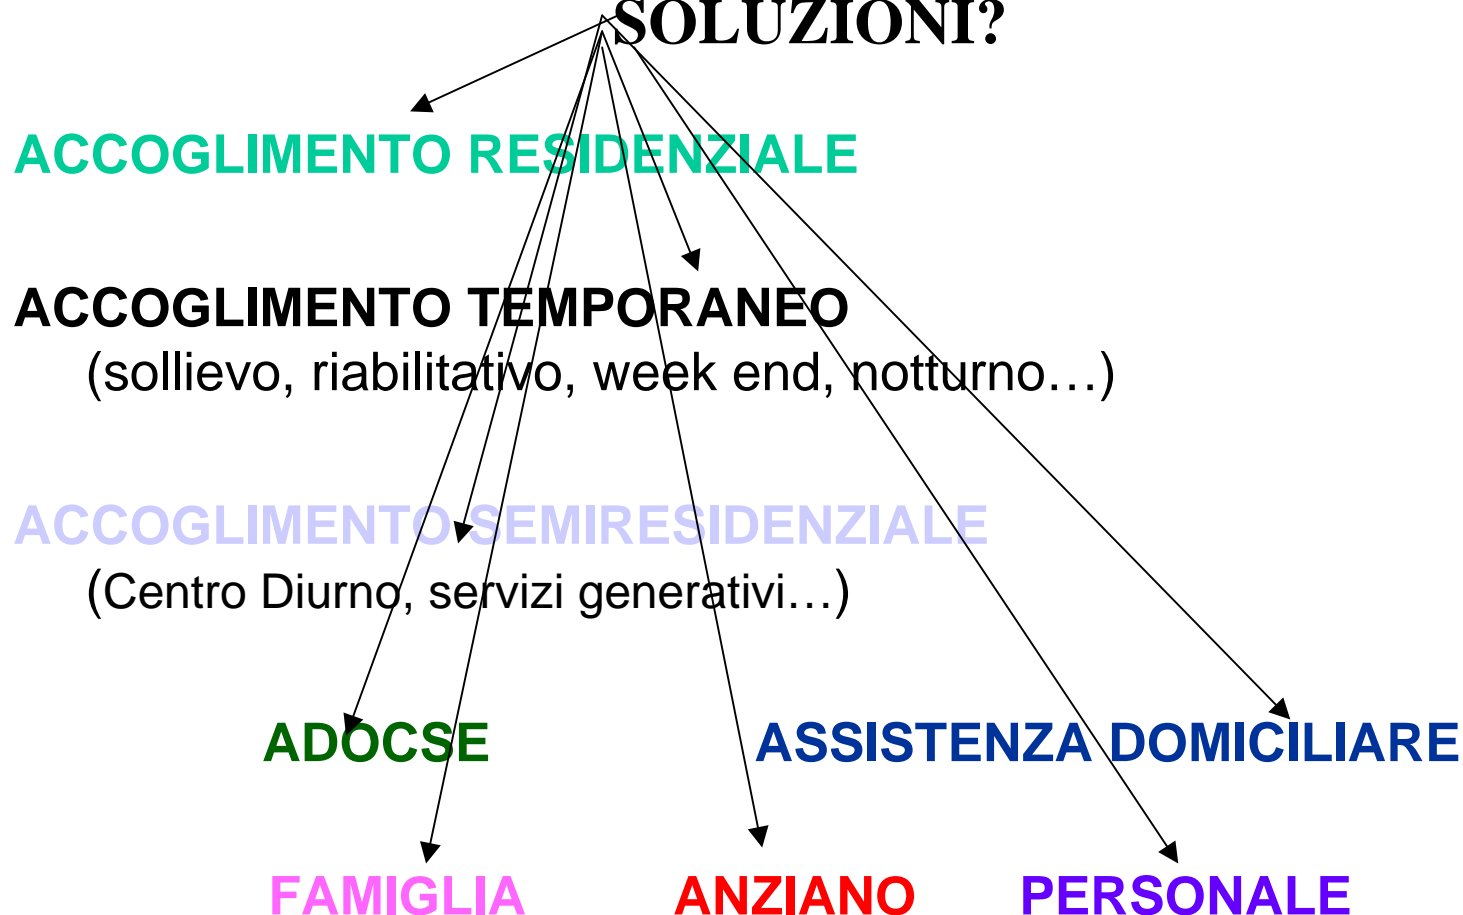 SOLUZIONI?
ACCOGLIMENTO RESIDENZIALE
ACCOGLIMENTO TEMPORANEO
(sollievo, riabilitativo, week end, notturno…)
ACCOGLIMENTO SEMIRESIDENZIALE
(Centro Diurno, servizi generativi…)
ADOCSE ASSISTENZA DOMICILIARE
FAMIGLIA ANZIANO PERSONALE